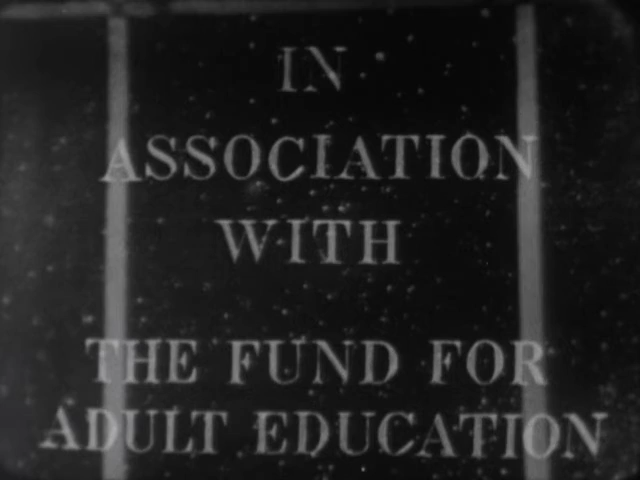 IN
ASSOCIATION
WITH
THE FUND FOR
ADULT EDUCATION